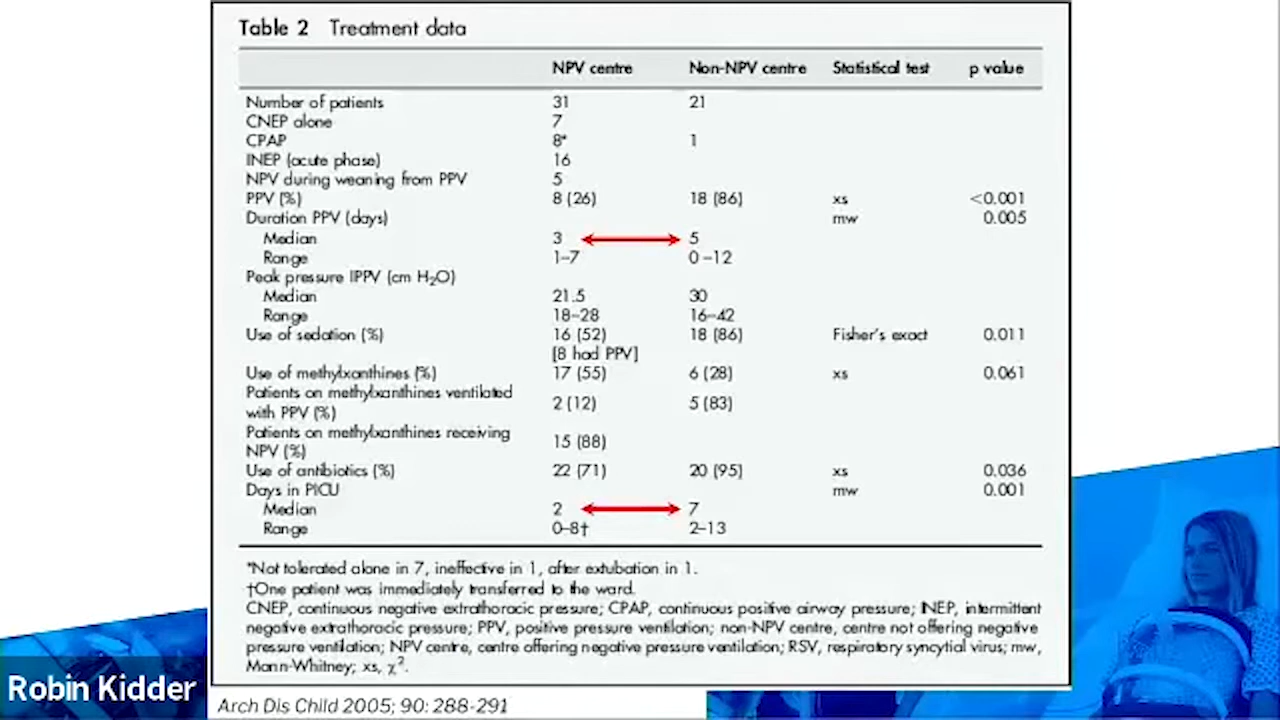 Table 2 Treatment data
NPV centre Non-NPV centre Statistical test p value
Number of patients 31 21
CNEP alone 7
CPAP 8* 1
INEP (acute phase) 16
NPV during weaning from PPV 5
PPV (%) 8 (26) 18 (86) xs <0.001
Duration PPV (days) mw 0.005
Median 3 5
Range 1–7 0–12
Peak pressure IPPV (cm H₂O)
Median 21.5 30
Range 18–28 16–42
Use of sedation (%) 16 (52) 18 (86) Fisher's exact 0.011
[8 had PPV]
Use of methylxanthines (%) 17 (55) 6 (28) xs 0.061
Patients on methylxanthines ventilated
with PPV (%) 2 (12) 5 (83)
Patients on methylxanthines receiving
NPV (%) 15 (88)
Use of antibiotics (%) 22 (71) 20 (95) xs 0.036
Days in PICU mw 0.001
Median 2 7
Range 0–8† 2–13
*Not tolerated alone in 7, ineffective in 1, after extubation in 1.
†One patient was immediately transferred to the ward.
CNEP, continuous negative extrathoracic pressure; CPAP, continuous positive airway pressure; INEP, intermittent
negative extrathoracic pressure; PPV, positive pressure ventilation; non-NPV centre, centre not offering negative
pressure ventilation; NPV centre, centre offering negative pressure ventilation; RSV, respiratory syncytial virus; mw,
Mann-Whitney; xs, χ².
Robin Kidder
Arch Dis Child 2005; 90: 288-291